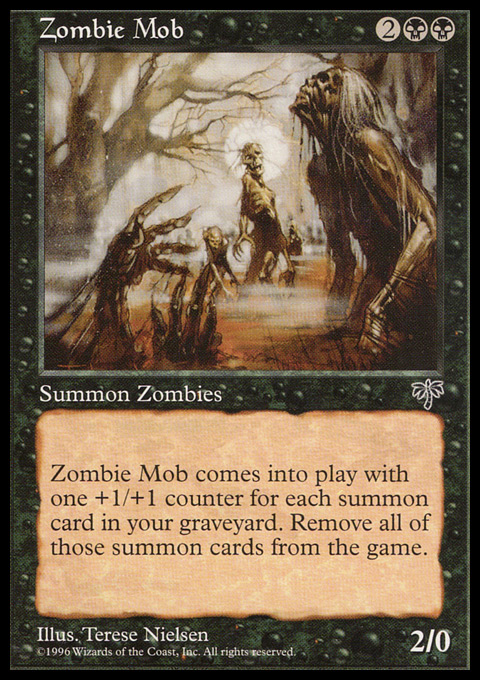 Zombie Mob 2
Summon Zombies
Zombie Mob comes into play with
one +1/+1 counter for each summon
card in your graveyard. Remove all of
those summon cards from the game.
Illus. Terese Nielsen
©1996 Wizards of the Coast, Inc. All rights reserved.
2/0